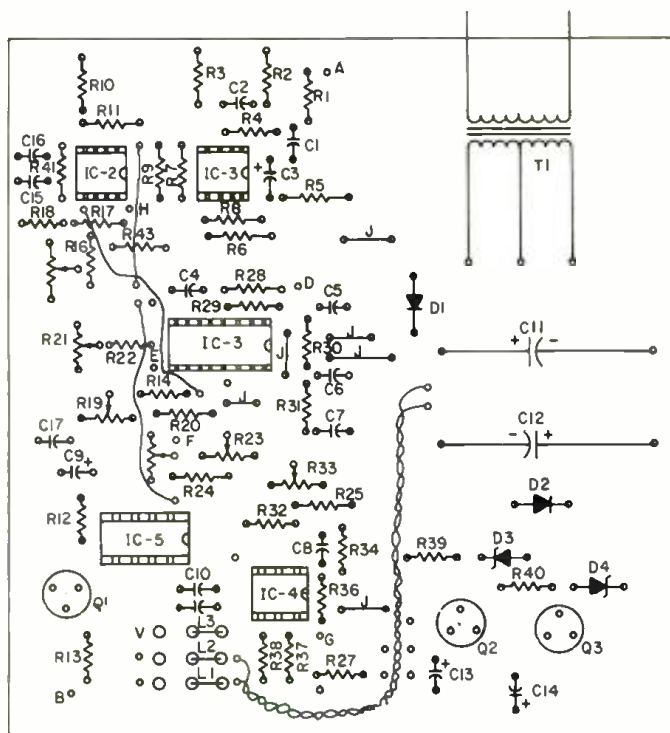 R10
R3
C2
R2
A
R1
R11
R4
C1
T1
C16
R41
C15
IC-2
R9
R7
IC-3
+
C3
R5
R18
R17
H
R8
R43
R6
J
R16
C4
R28
D
R29
C5
D1
R21
R22
E
IC-3
J
R30
J
J
C11
+
-
R14
C6
R19
R20
J
R31
C7
C12
-
+
C17
F
R23
C9
+
R24
R33
R25
D2
R12
IC-5
R32
C8
R34
R39
D3
D4
R40
Q1
C10
IC-4
R36
J
V
L3
L2
L1
R13
B
R38
R37
G
R27
Q2
Q3
C13
+
C14
+